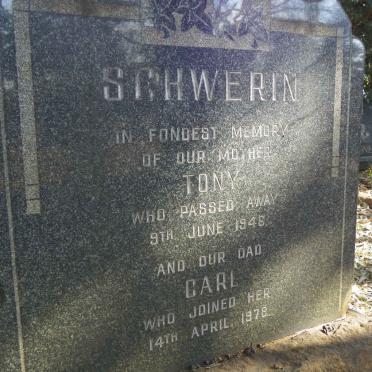 SCHWERIN
IN FONDEST MEMORY
OF OUR MOTHER
TONY
WHO PASSED AWAY
9TH JUNE 1946
AND OUR DAD
CARL
WHO JOINED HER
14TH APRIL 1978.